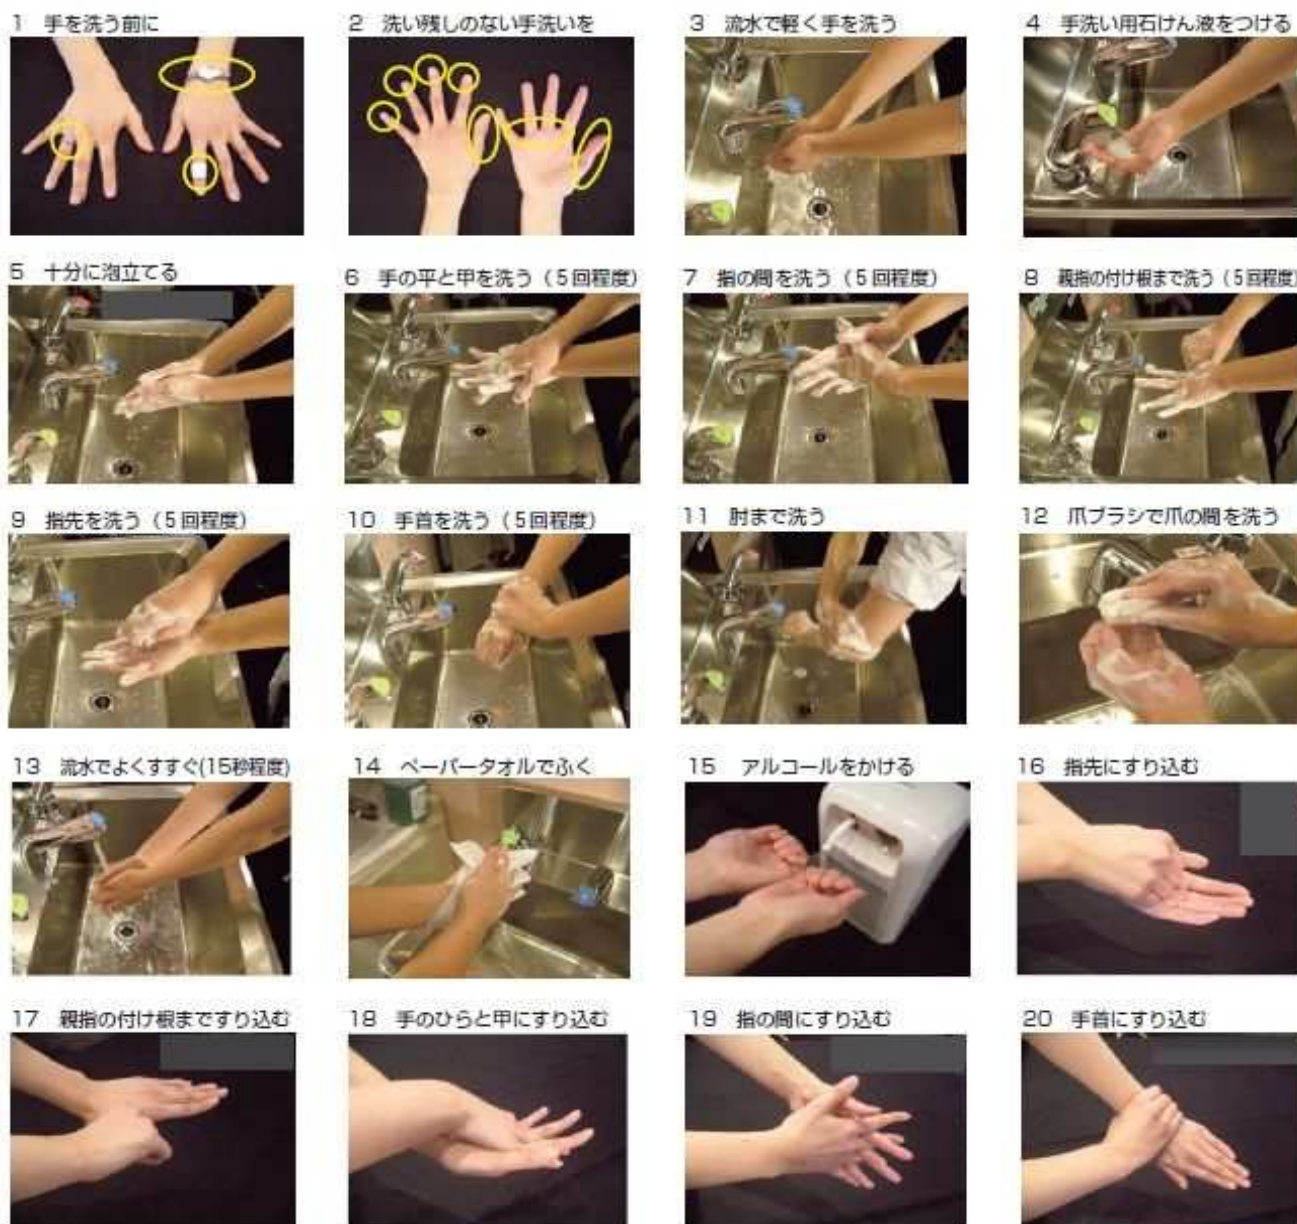 1 手を洗う前に
2 洗い残しのない手洗いを
3 流水で軽く手を洗う
4 手洗い用石けん液をつける
5 十分に泡立てる
6 手の平と甲を洗う（5回程度）
7 指の間を洗う（5回程度）
8 親指の付け根まで洗う（5回程度）
9 指先を洗う（5回程度）
10 手首を洗う（5回程度）
11 肘まで洗う
12 爪ブラシで爪の間を洗う
13 流水でよくすすぐ(15秒程度)
14 ペーパータオルでふく
15 アルコールをかける
16 指先にすり込む
17 親指の付け根まですり込む
18 手のひらと甲にすり込む
19 指の間にすり込む
20 手首にすり込む